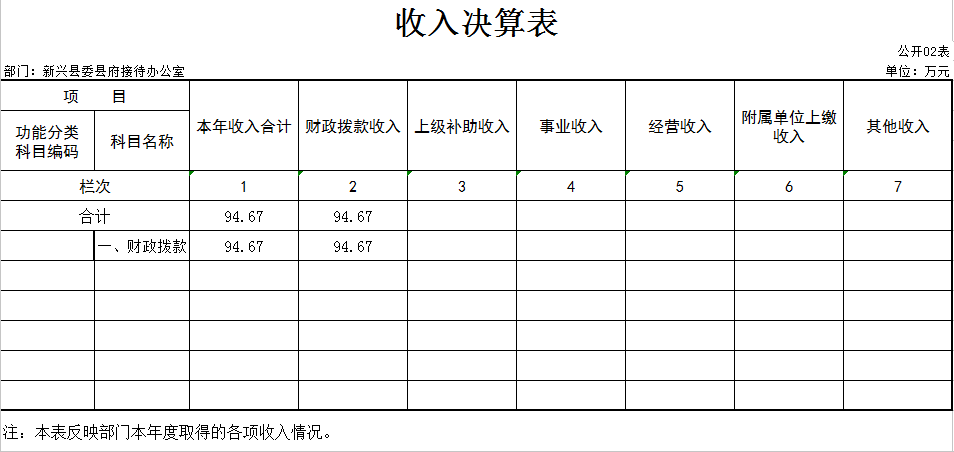 收入决算表
公开02表
部门：新兴县委县府接待办公室 单位：万元
项 目 本年收入合计 财政拨款收入 上级补助收入 事业收入 经营收入 附属单位上缴收入 其他收入
功能分类科目编码 科目名称
栏次 1 2 3 4 5 6 7
合计 94.67 94.67
一、财政拨款 94.67 94.67
注：本表反映部门本年度取得的各项收入情况。